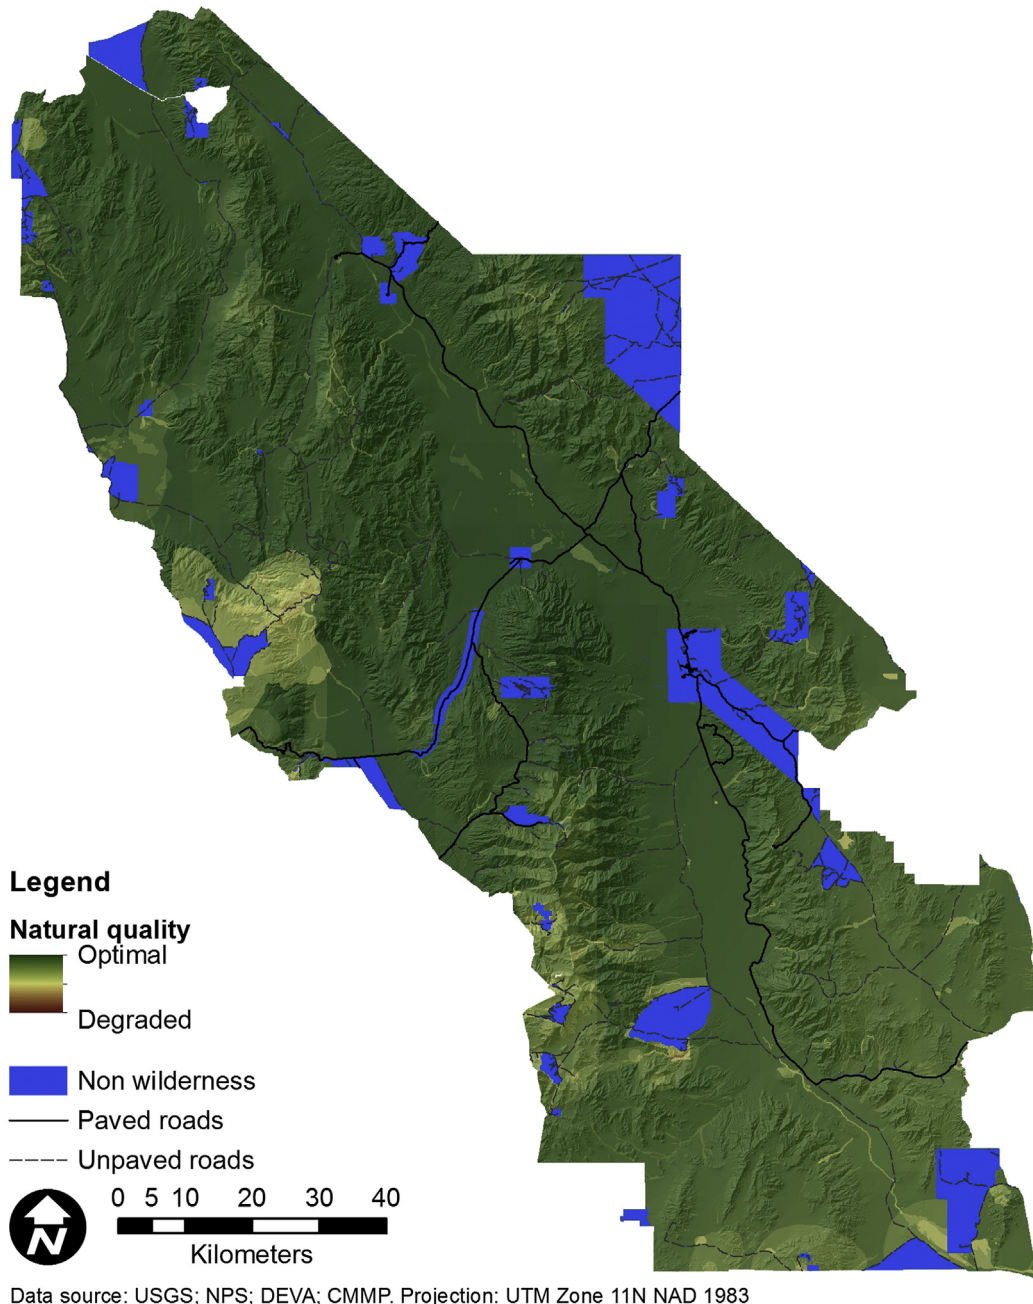 Legend
Natural quality
Optimal
Degraded
Non wilderness
Paved roads
Unpaved roads
N
0 5 10 20 30 40
Kilometers
Data source: USGS; NPS; DEVA; CMMP. Projection: UTM Zone 11N NAD 1983